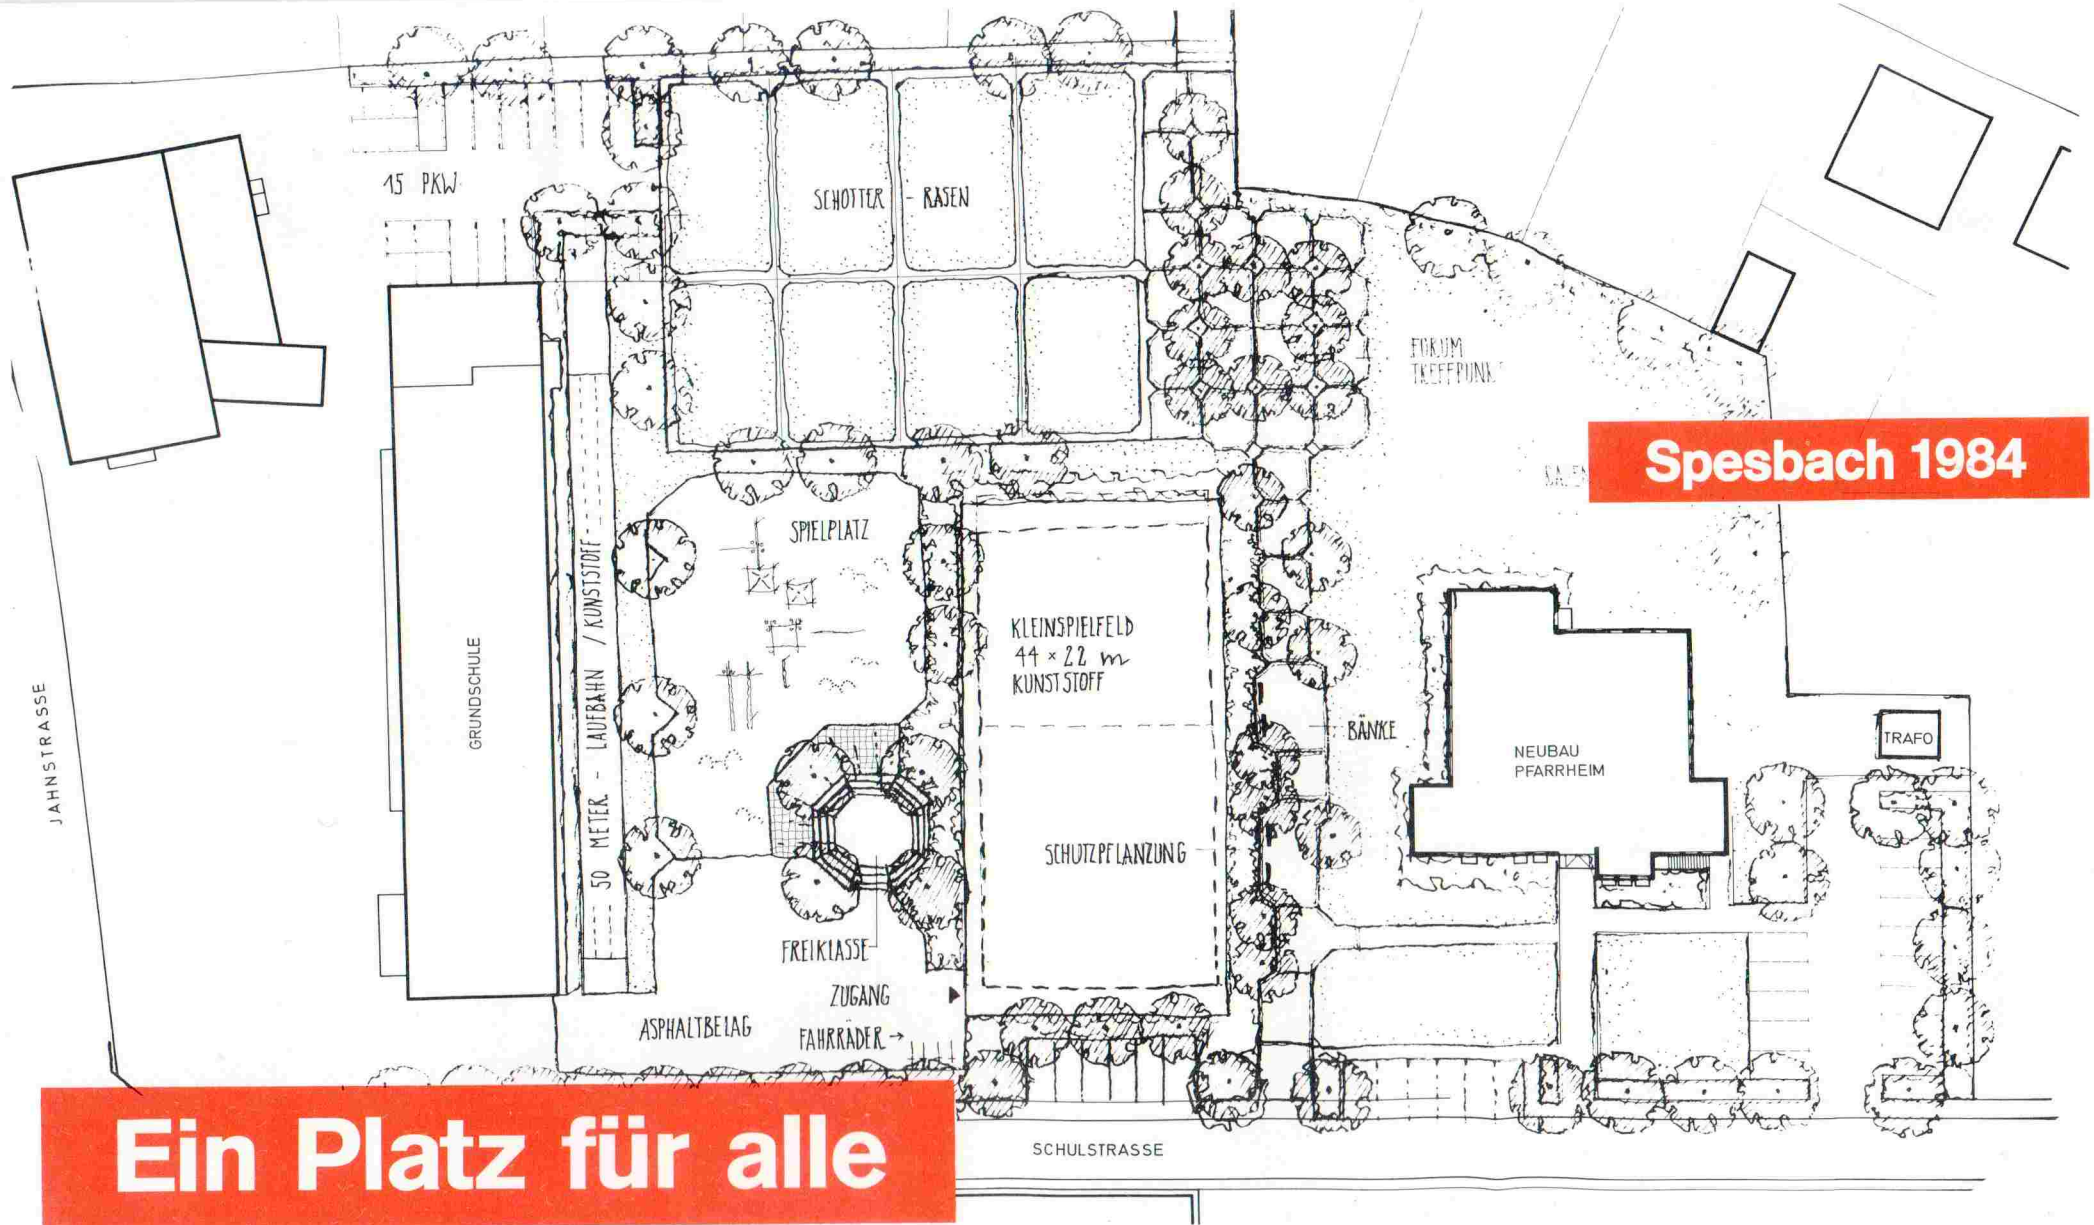 15 PKW
SCHOTTER - RASEN
FORUM
Spesbach 1984
SPIELPLATZ
50 METER - LAUFBAHN / KUNSTSTOFF
GRUNDSCHULE
JAHNSTRASSE
KLEINSPIELFELD
44 × 22 m
KUNSTSTOFF
BÄNKE
NEUBAU
PFARRHEIM
TRAFO
SCHUTZPFLANZUNG
FREIKLASSE
ZUGANG
FAHRRÄDER →
ASPHALTBELAG
SCHULSTRASSE
Ein Platz für alle